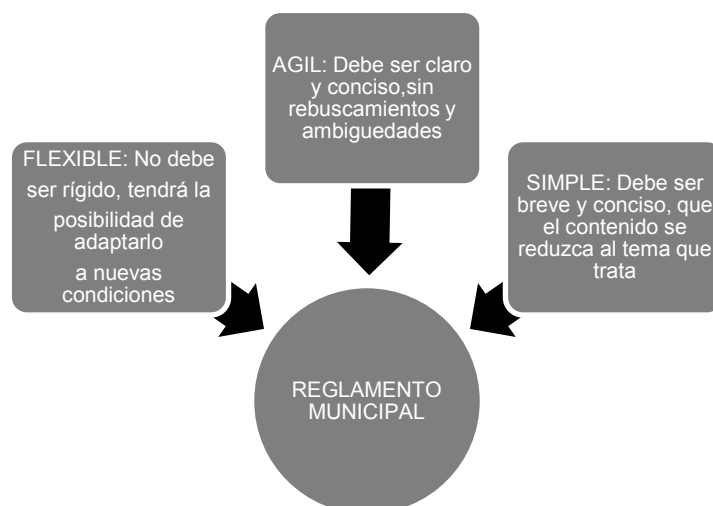 AGIL: Debe ser claro
y conciso,sin
rebuscamientos y
ambiguedades
FLEXIBLE: No debe
ser rígido, tendrá la
posibilidad de
adaptarlo
a nuevas
condiciones
SIMPLE: Debe ser
breve y conciso, que
el contenido se
reduzca al tema que
trata
REGLAMENTO
MUNICIPAL